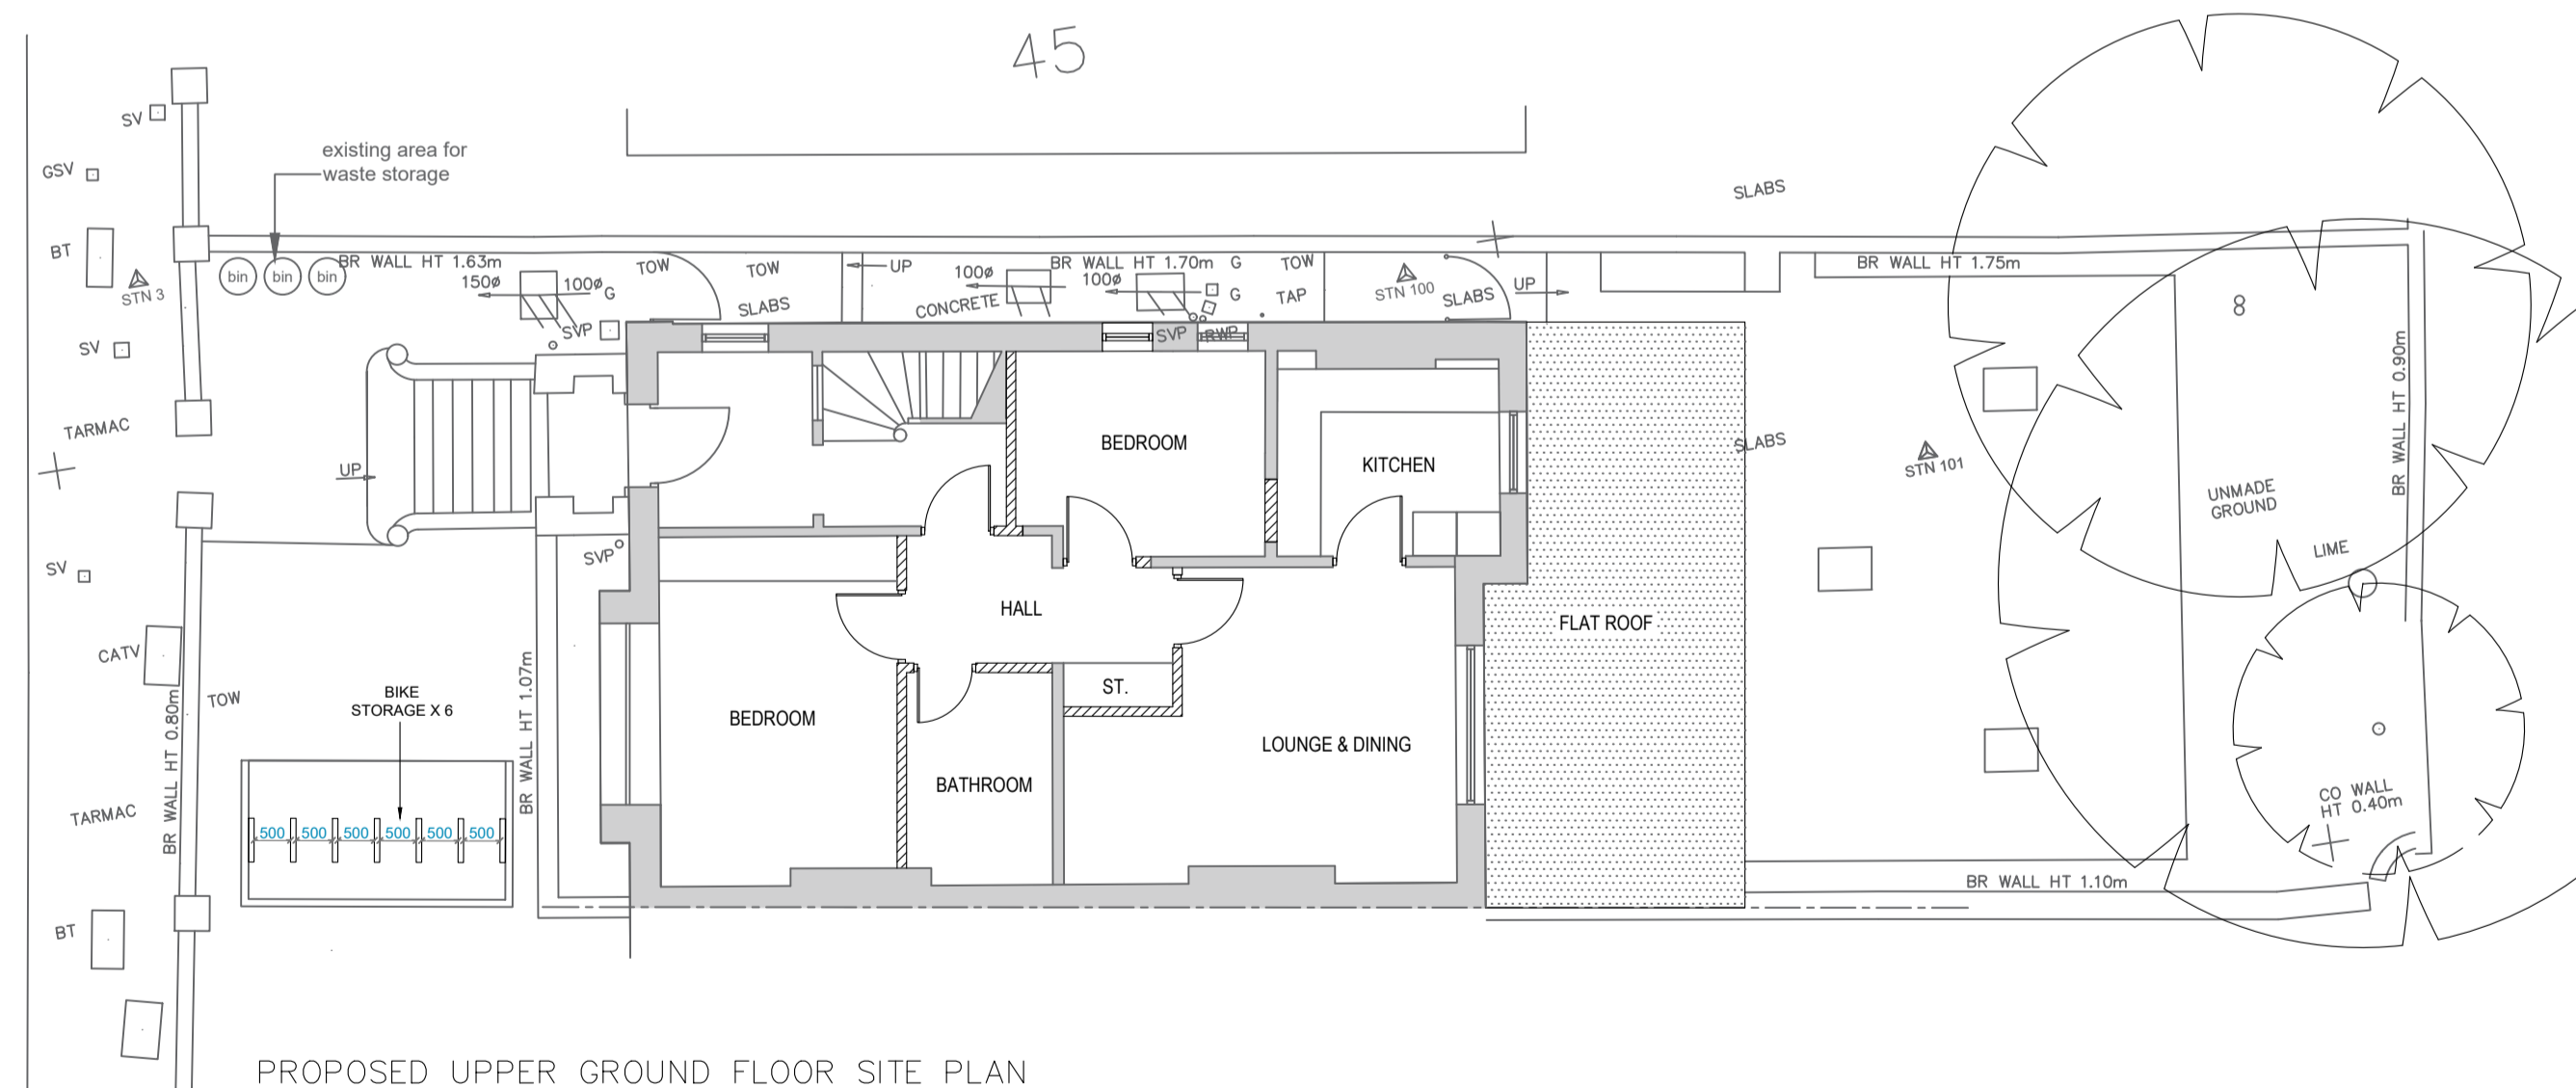 45
SV
existing area for
waste storage
GSV
SLABS
BT
STN 3
bin
bin
bin
BR WALL HT 1.63m
150ø
100ø
G
TOW
TOW
SLABS
UP
100ø
CONCRETE
BR WALL HT 1.70m
100ø
G
G
TOW
TAP
STN 100
SLABS
UP
BR WALL HT 1.75m
8
SVP
SVP
RWP
SV
BR WALL HT 0.90m
TARMAC
UP
BEDROOM
KITCHEN
SLABS
STN 101
UNMADE
GROUND
LIME
SVP
SV
HALL
FLAT ROOF
CATV
BR WALL HT 0.80m
TOW
BIKE
STORAGE X 6
BR WALL HT 1.07m
BEDROOM
ST.
LOUNGE & DINING
BATHROOM
CO WALL
HT 0.40m
TARMAC
500 500 500 500 500 500
BR WALL HT 1.10m
BT
PROPOSED UPPER GROUND FLOOR SITE PLAN